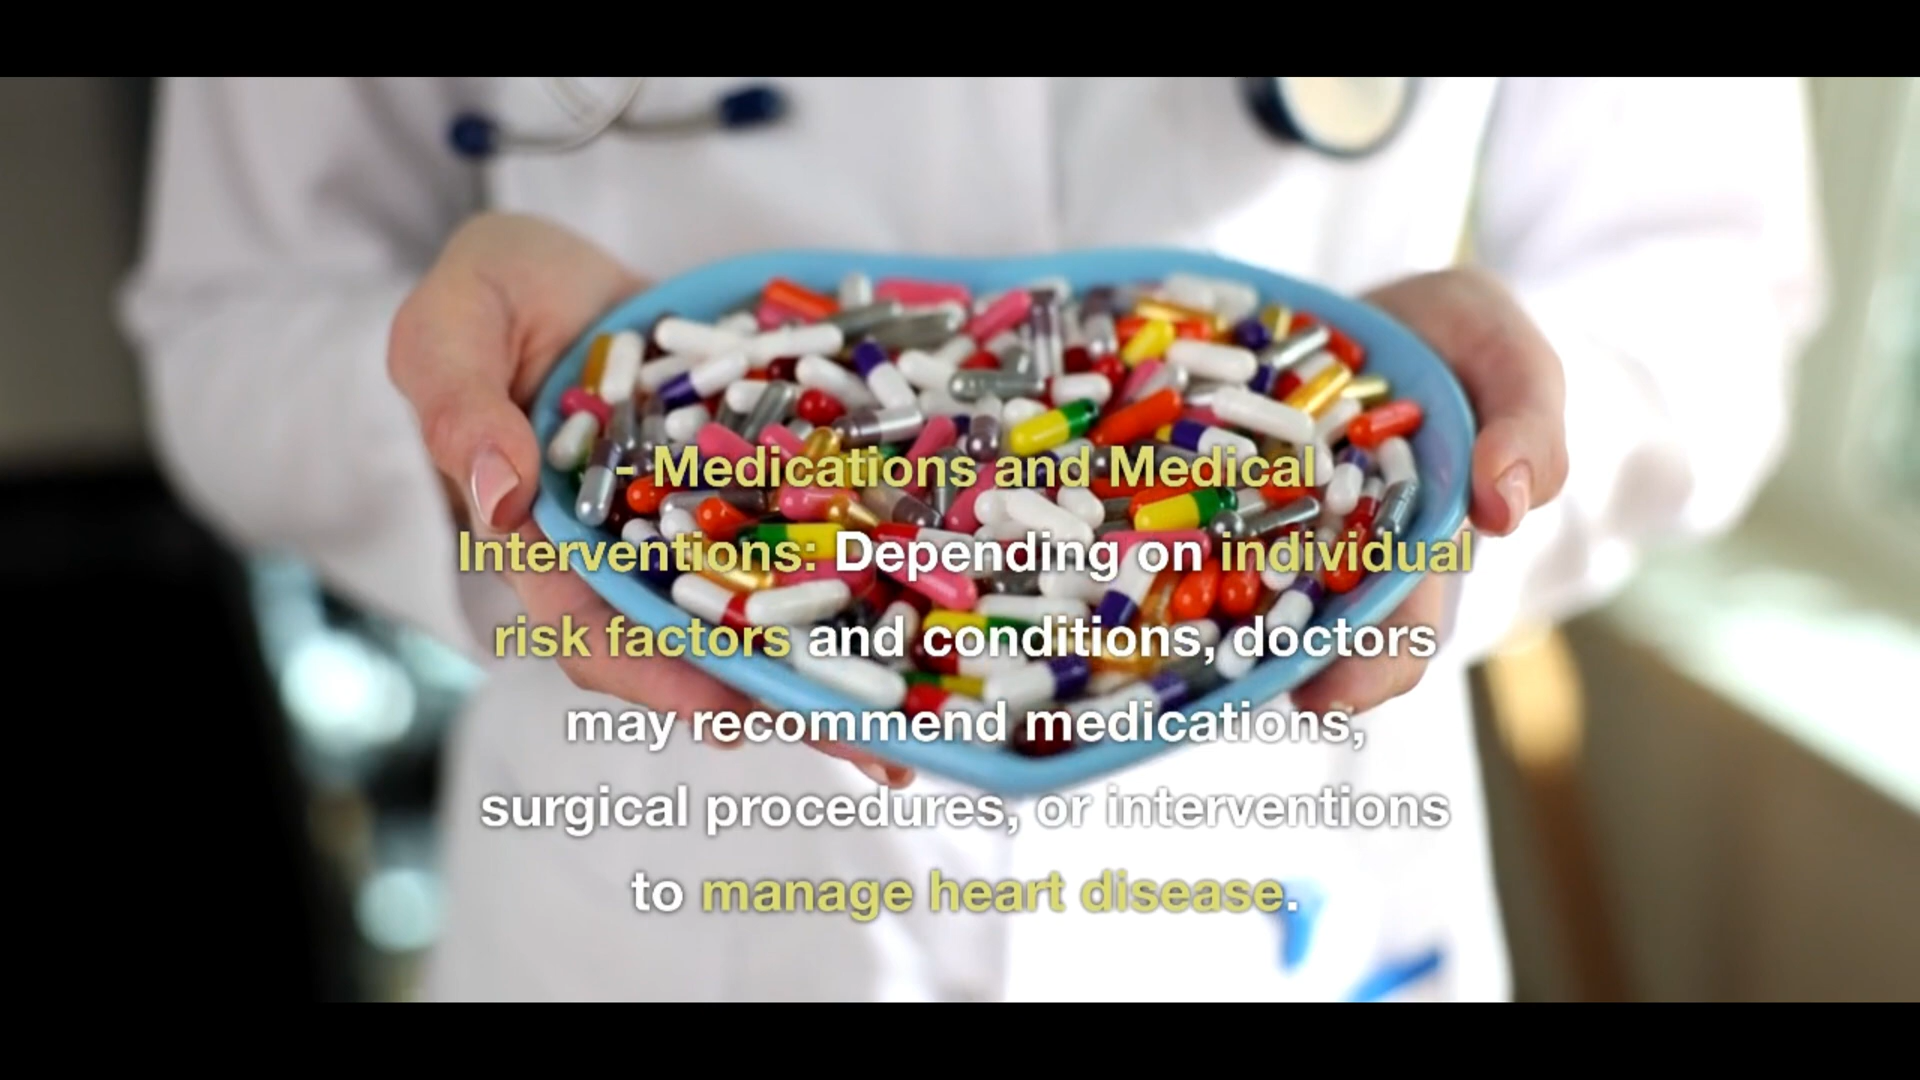 - Medications and Medical
Interventions: Depending on individual
risk factors and conditions, doctors
may recommend medications,
surgical procedures, or interventions
to manage heart disease.